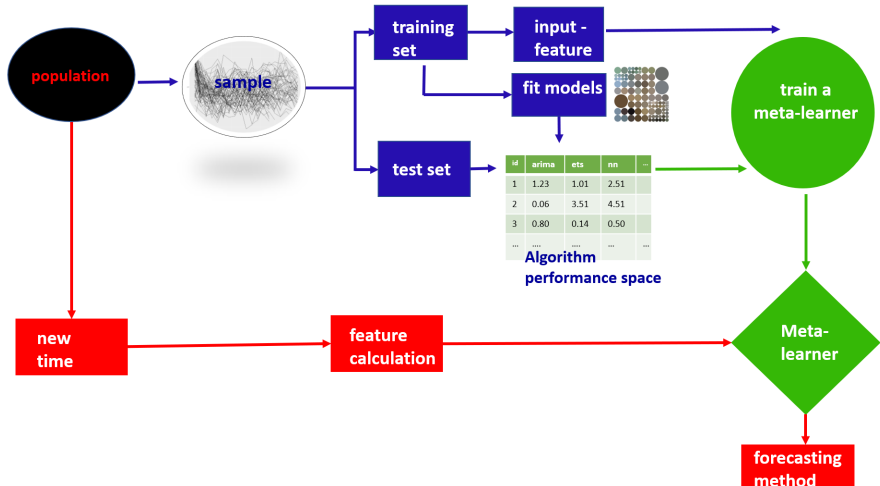 population
sample
training
set
input -
feature
fit models
test set
train a
meta-learner
id arima ets nn ...
1 1.23 1.01 2.51
2 0.06 3.51 4.51
3 0.80 0.14 0.50
... .... ... ... ...
Algorithm
performance space
new
time
feature
calculation
Meta-
learner
forecasting
method